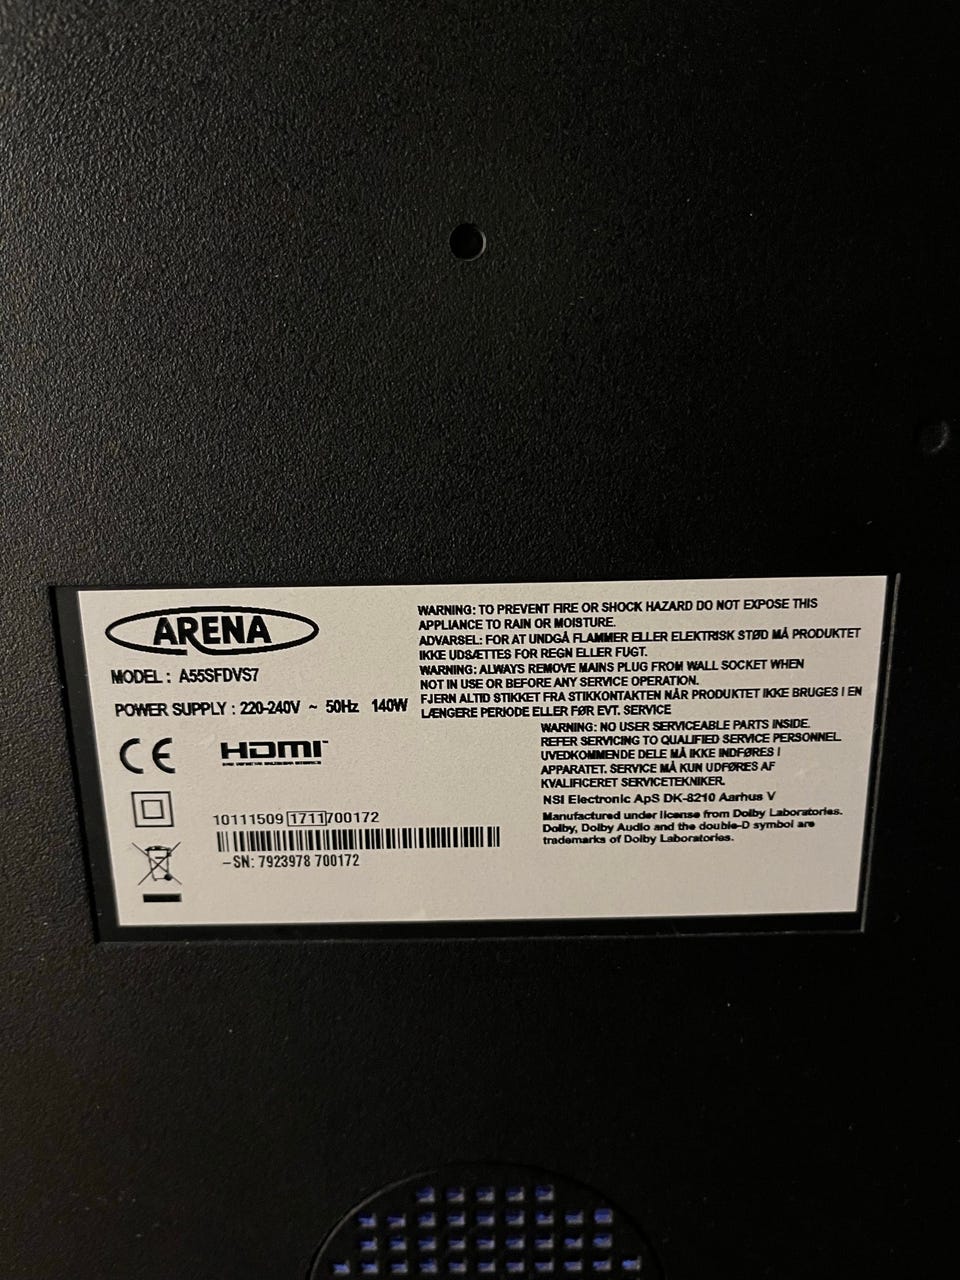 ARENA
MODEL : A55SFDVS7
POWER SUPPLY : 220-240V ~ 50Hz 140W
CE HDMI™
10111509 1711 700172
-SN: 7923978 700172
WARNING: TO PREVENT FIRE OR SHOCK HAZARD DO NOT EXPOSE THIS
APPLIANCE TO RAIN OR MOISTURE.
ADVARSEL: FOR AT UNDGÅ FLAMMER ELLER ELEKTRISK STØD MÅ PRODUKTET
IKKE UDSÆTTES FOR REGN ELLER FUGT.
WARNING: ALWAYS REMOVE MAINS PLUG FROM WALL SOCKET WHEN
NOT IN USE OR BEFORE ANY SERVICE OPERATION.
FJERN ALTID STIKKET FRA STIKKONTAKTEN NÅR PRODUKTET IKKE BRUGES I EN
LÆNGERE PERIODE ELLER FØR EVT. SERVICE
WARNING: NO USER SERVICEABLE PARTS INSIDE.
REFER SERVICING TO QUALIFIED SERVICE PERSONNEL.
UVEDKOMMENDE DELE MÅ IKKE INDFØRES I
APPARATET. SERVICE MÅ KUN UDFØRES AF
KVALIFICERET SERVICETEKNIKER.
NSI Electronic ApS DK-8210 Aarhus V
Manufactured under license from Dolby Laboratories.
Dolby, Dolby Audio and the double-D symbol are
trademarks of Dolby Laboratories.